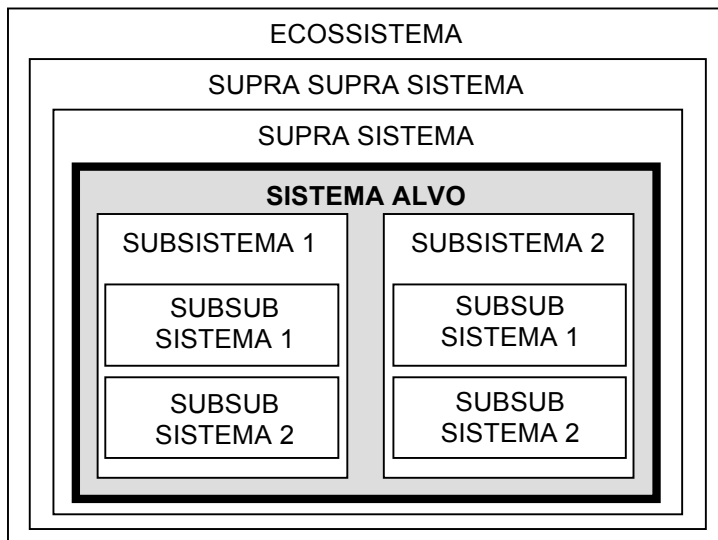 ECOSSISTEMA
SUPRA SUPRA SISTEMA
SUPRA SISTEMA
SISTEMA ALVO
SUBSISTEMA 1
SUBSUB
SISTEMA 1
SUBSUB
SISTEMA 2
SUBSISTEMA 2
SUBSUB
SISTEMA 1
SUBSUB
SISTEMA 2